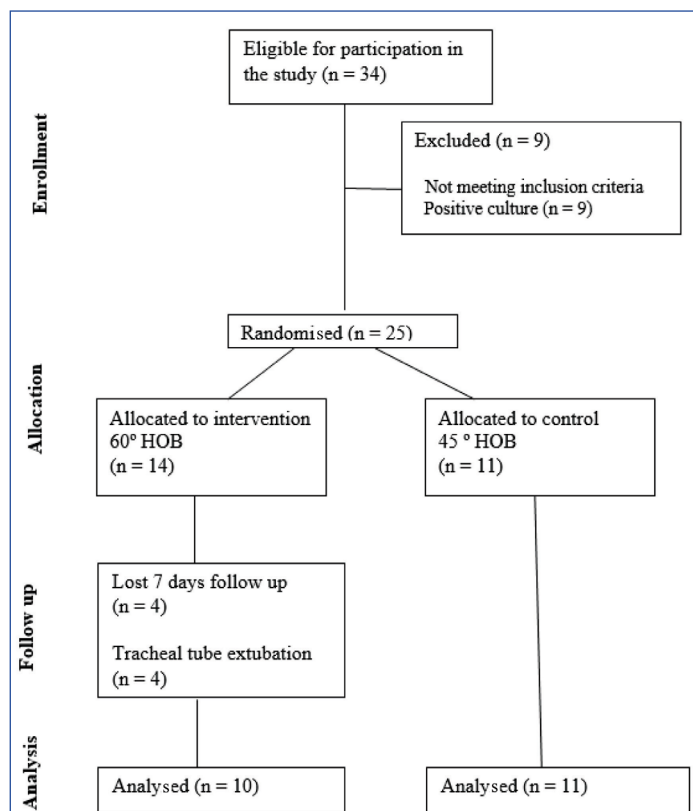 Eligible for participation in
the study (n = 34)
Enrollment
Excluded (n = 9)
Not meeting inclusion criteria
Positive culture (n = 9)
Randomised (n = 25)
Allocation
Allocated to intervention
60º HOB
(n = 14)
Allocated to control
45 º HOB
(n = 11)
Follow up
Lost 7 days follow up
(n = 4)
Tracheal tube extubation
(n = 4)
Analysis
Analysed (n = 10)
Analysed (n = 11)